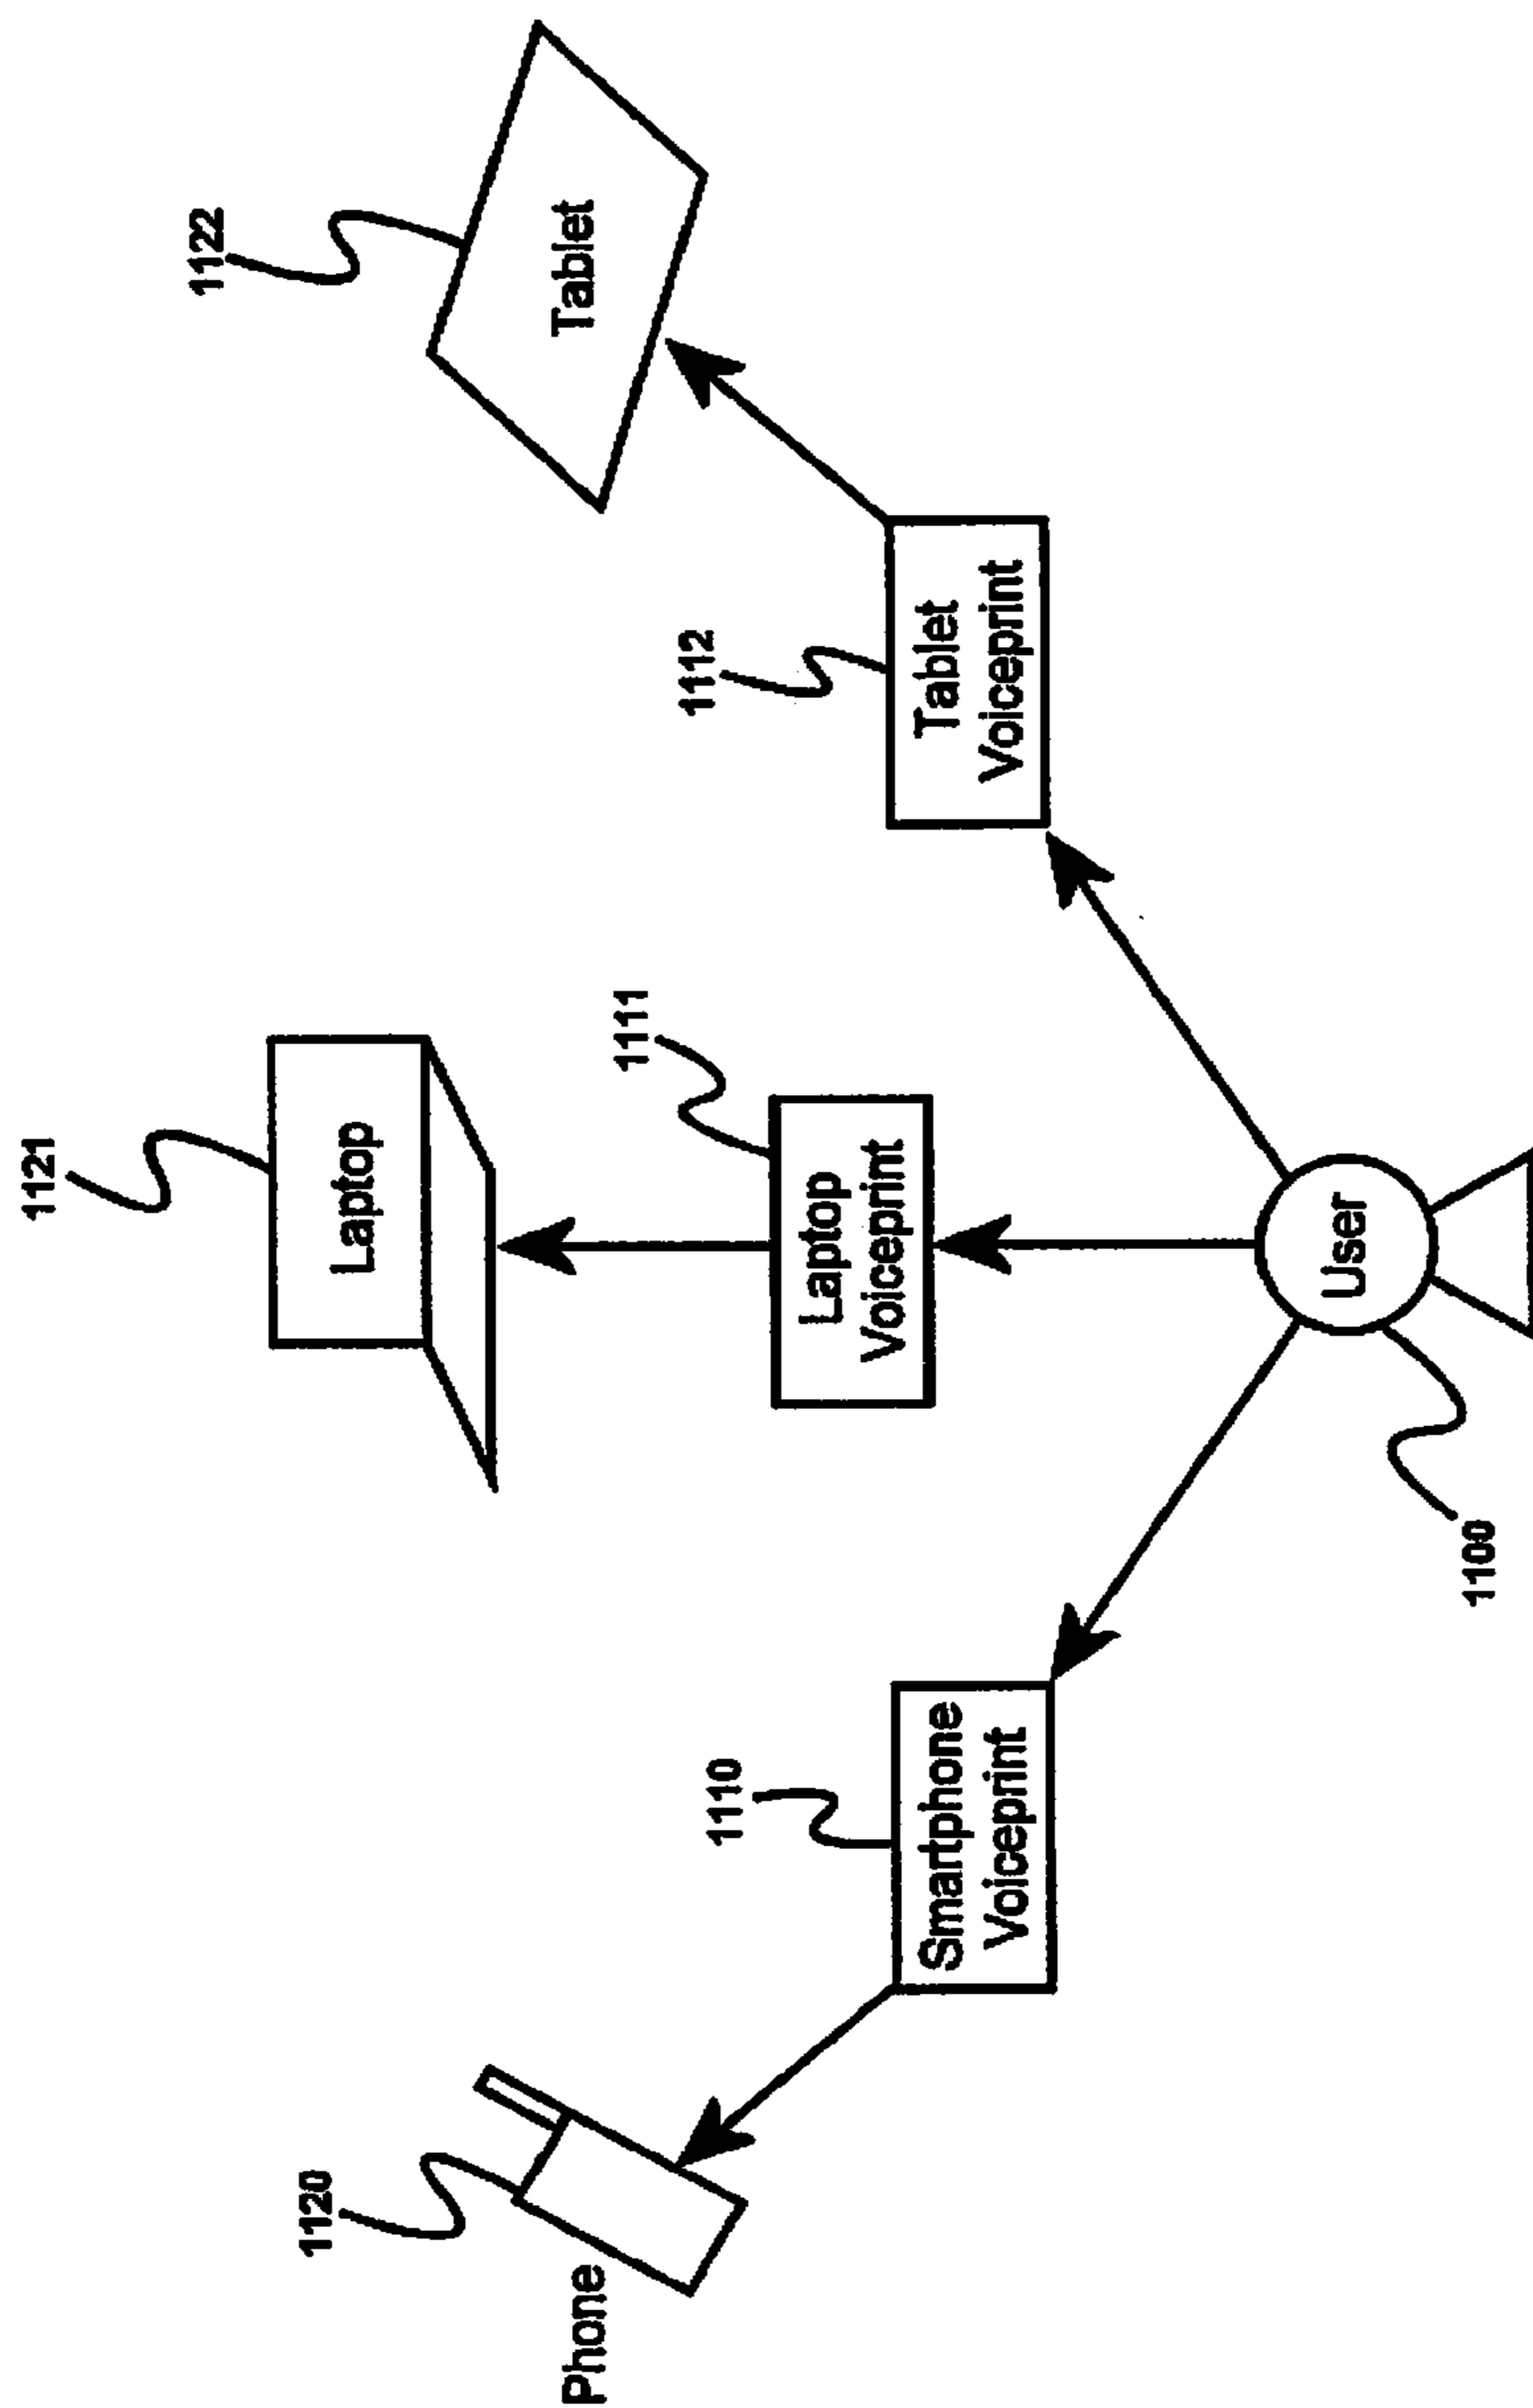 1121
1122
Laptop
1120
Tablet
Phone
1111
1112
1110
Laptop
Voiceprint
Tablet
Voiceprint
Smartphone
Voiceprint
User
1100